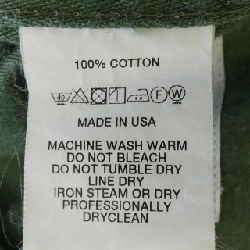 100% COTTON
F W
MADE IN USA
MACHINE WASH WARM
DO NOT BLEACH
DO NOT TUMBLE DRY
LINE DRY
IRON STEAM OR DRY
PROFESSIONALLY
DRYCLEAN